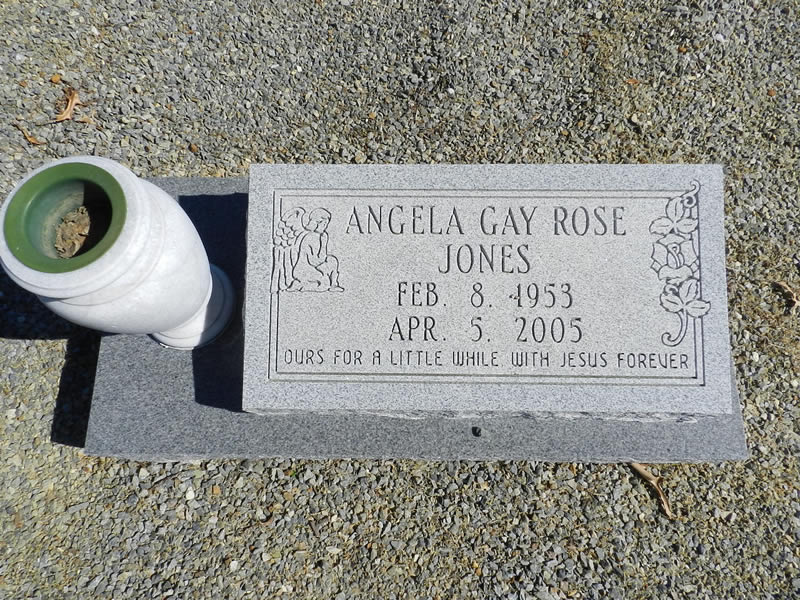 ANGELA GAY ROSE
JONES
FEB. 8. 1953
APR. 5. 2005
OURS FOR A LITTLE WHILE WITH JESUS FOREVER